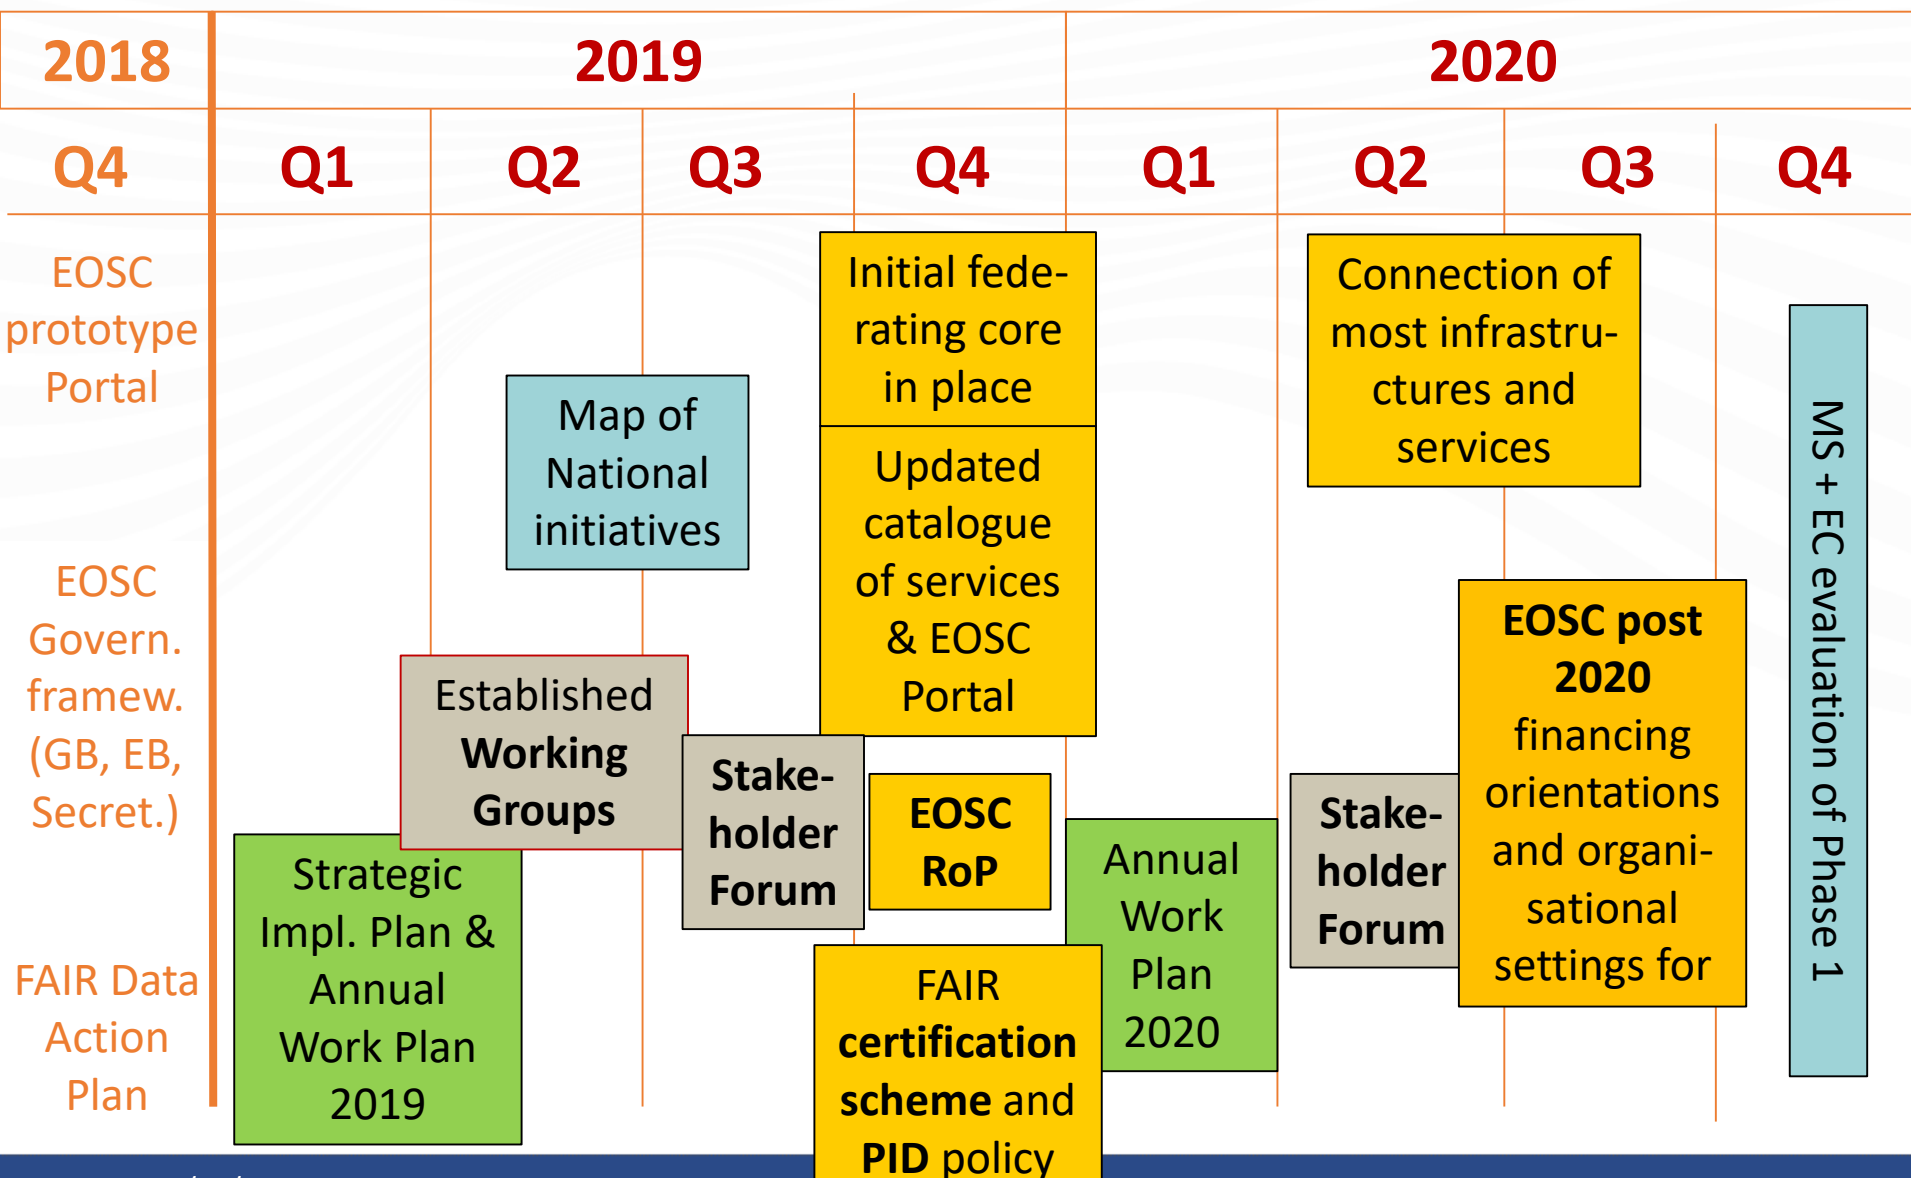 2018
2019
2020
Q4
Q1
Q2
Q3
Q4
Q1
Q2
Q3
Q4
EOSC
prototype
Portal
EOSC
Govern.
framew.
(GB, EB,
Secret.)
FAIR Data
Action
Plan
Strategic
Impl. Plan &
Annual
Work Plan
2019
Established
Working
Groups
Map of
National
initiatives
Stake-
holder
Forum
Initial fede-
rating core
in place
Updated
catalogue
of services
& EOSC
Portal
EOSC
RoP
FAIR
certification
scheme and
PID policy
Annual
Work
Plan
2020
Connection of
most infrastru-
ctures and
services
Stake-
holder
Forum
EOSC post
2020
financing
orientations
and organi-
sational
settings for
MS + EC evaluation of Phase 1